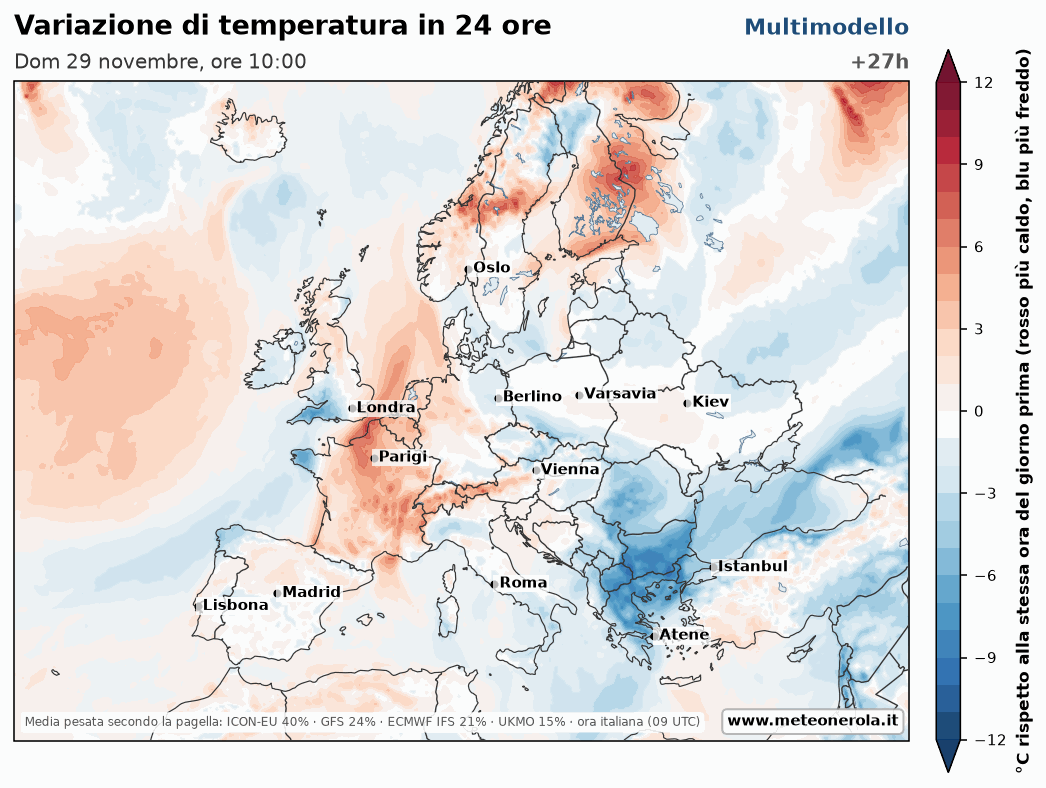 Variazione di temperatura in 24 ore
Multimodello
Dom 29 novembre, ore 10:00
+27h
Oslo
Londra
Berlino
Varsavia
Kiev
Parigi
Vienna
Madrid
Lisbona
Roma
Istanbul
Atene
Media pesata secondo la pagella: ICON-EU 40% · GFS 24% · ECMWF IFS 21% · UKMO 15% · ora italiana (09 UTC)
www.meteonerola.it
12
9
6
3
0
−3
−6
−9
−12
°C rispetto alla stessa ora del giorno prima (rosso più caldo, blu più freddo)